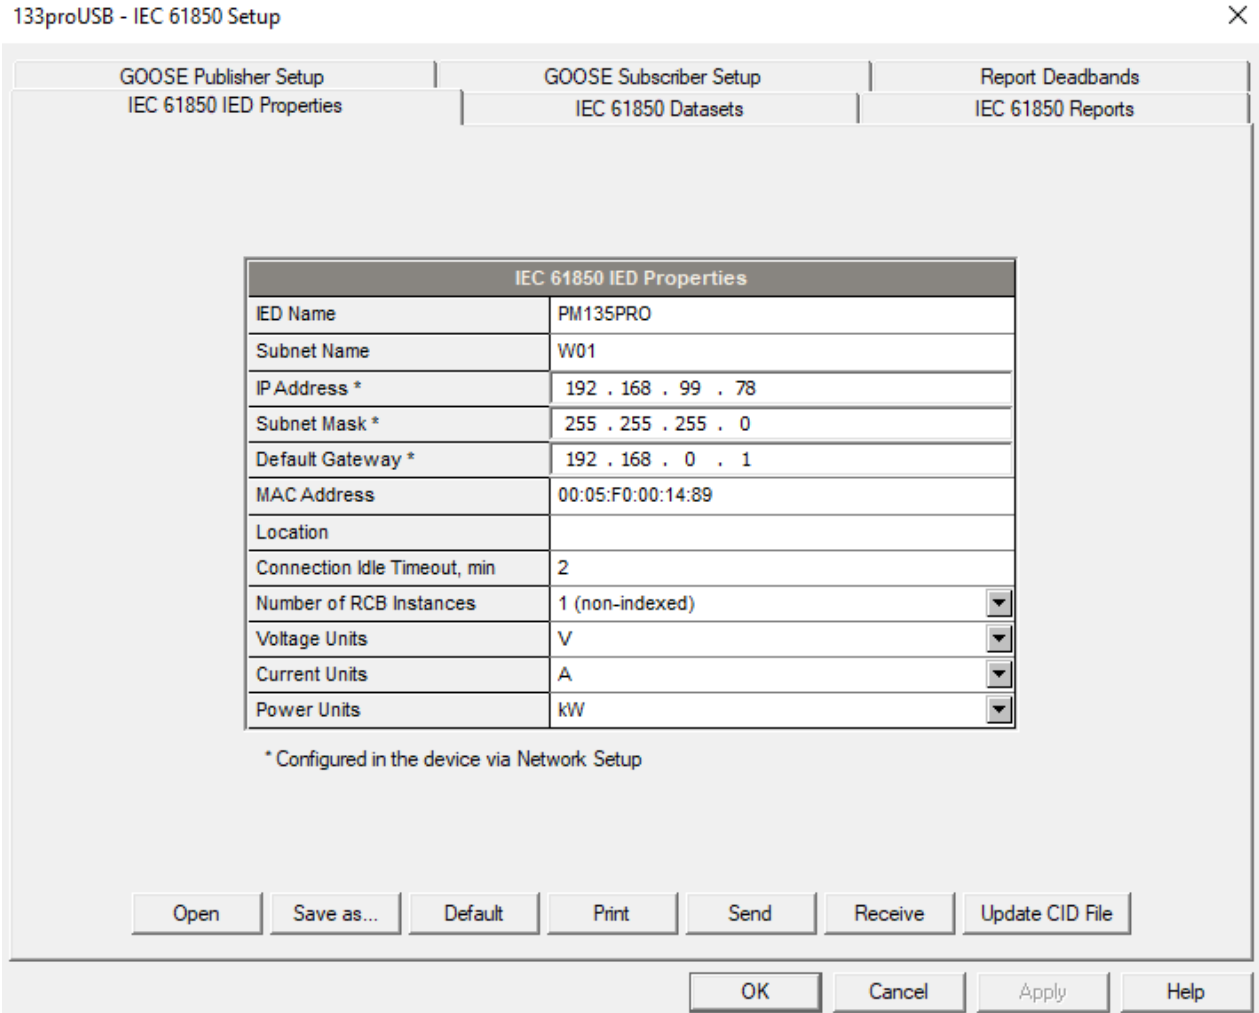 133proUSB - IEC 61850 Setup
GOOSE Publisher Setup GOOSE Subscriber Setup Report Deadbands
IEC 61850 IED Properties IEC 61850 Datasets IEC 61850 Reports
IEC 61850 IED Properties
IED Name PM135PRO
Subnet Name W01
IP Address * 192 . 168 . 99 . 78
Subnet Mask * 255 . 255 . 255 . 0
Default Gateway * 192 . 168 . 0 . 1
MAC Address 00:05:F0:00:14:89
Location
Connection Idle Timeout, min 2
Number of RCB Instances 1 (non-indexed)
Voltage Units V
Current Units A
Power Units kW
* Configured in the device via Network Setup
Open Save as... Default Print Send Receive Update CID File
OK Cancel Apply Help